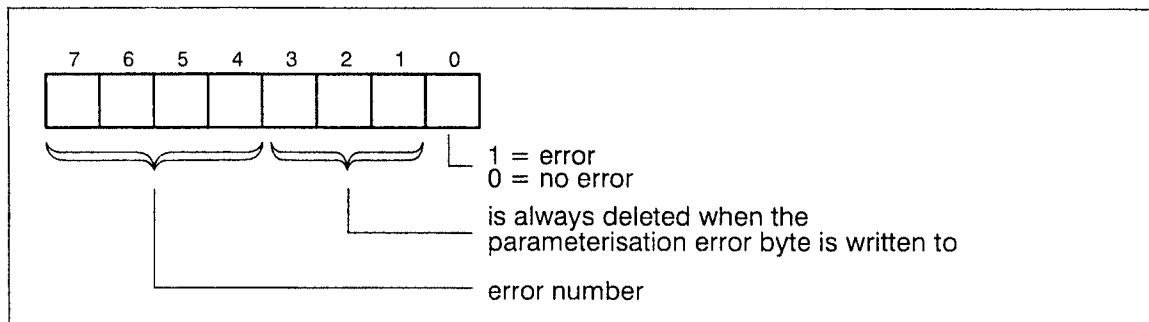 7 6 5 4 3 2 1 0
1 = error
0 = no error
is always deleted when the
parameterisation error byte is written to
error number